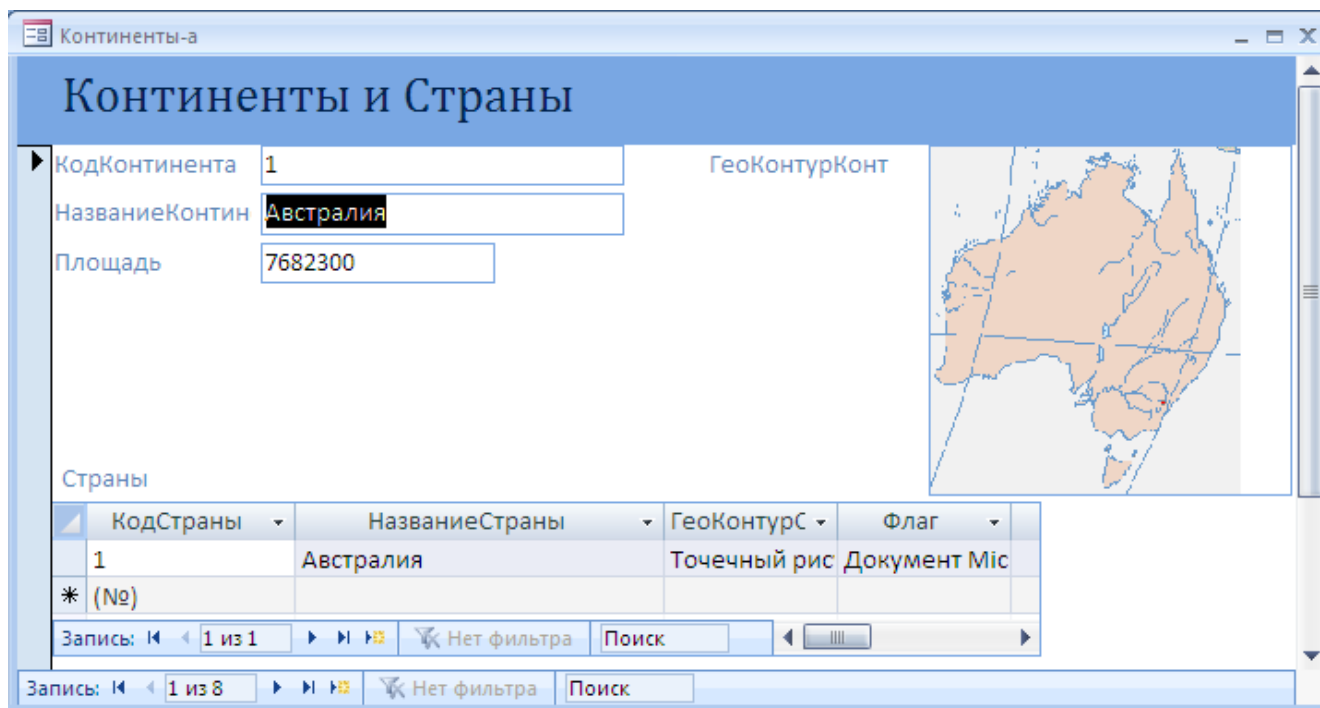 Континенты-а
Континенты и Страны
КодКонтинента 1 ГеоКонтурКонт
НазваниеКонтин Австралия
Площадь 7682300
Страны
КодСтраны НазваниеСтраны ГеоКонтурС Флаг
1 Австралия Точечный рис Документ Mic
(№)
Запись: 1 из 1 Нет фильтра Поиск
Запись: 1 из 8 Нет фильтра Поиск